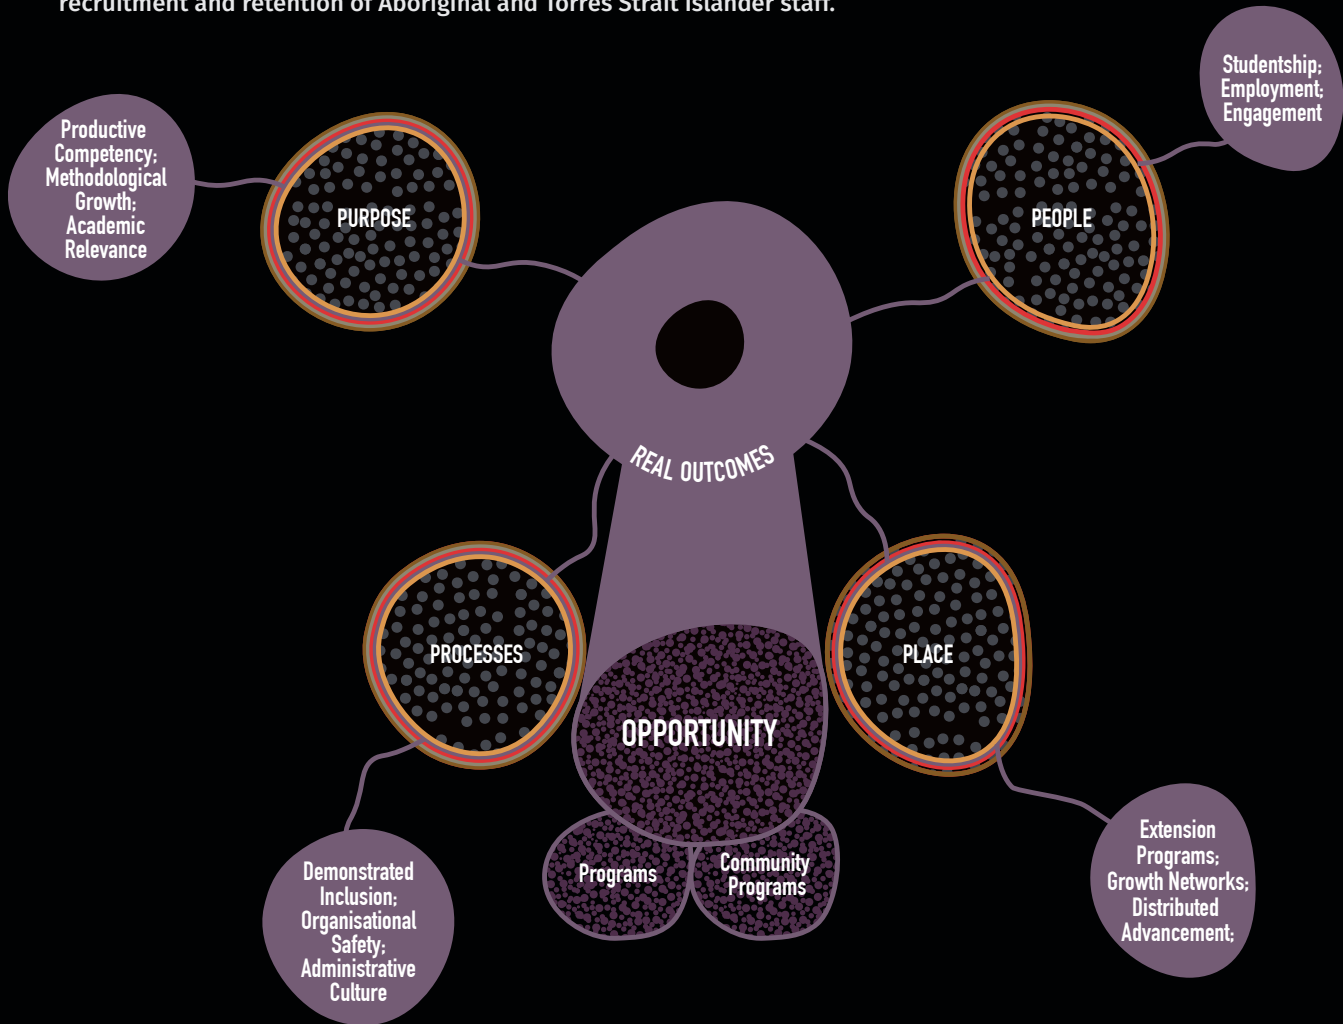 recruitment and retention of Aboriginal and Torres Strait Islander staff.
Studentship;
Employment;
Engagement
Productive
Competency;
Methodological
Growth;
Academic
Relevance
PURPOSE
PEOPLE
REAL OUTCOMES
PROCESSES
PLACE
OPPORTUNITY
Programs
Community
Programs
Demonstrated
Inclusion;
Organisational
Safety;
Administrative
Culture
Extension
Programs;
Growth Networks;
Distributed
Advancement;